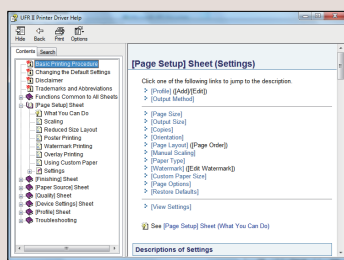 UFR II Printer Driver Help
Hide Back Print Options
Contents Search
Basic Printing Procedure
Changing the Default Settings
Disclaimer
Trademarks and Abbreviations
Functions Common to All Sheets
[Page Setup] Sheet
What You Can Do
Scaling
Reduced Size Layout
Poster Printing
Watermark Printing
Overlay Printing
Using Custom Paper
Settings
[Finishing] Sheet
[Paper Source] Sheet
[Quality] Sheet
[Device Settings] Sheet
[Profile] Sheet
Troubleshooting
[Page Setup] Sheet (Settings)
Click one of the following links to jump to the description.
> [Profile] ([Add]/[Edit])
> [Output Method]
> [Page Size]
> [Output Size]
> [Copies]
> [Orientation]
> [Page Layout] ([Page Order])
> [Manual Scaling]
> [Paper Type]
> [Watermark] ([Edit Watermark])
> [Custom Paper Size]
> [Page Options]
> [Restore Defaults]
> [View Settings]
See [Page Setup] Sheet (What You Can Do)
Descriptions of Settings